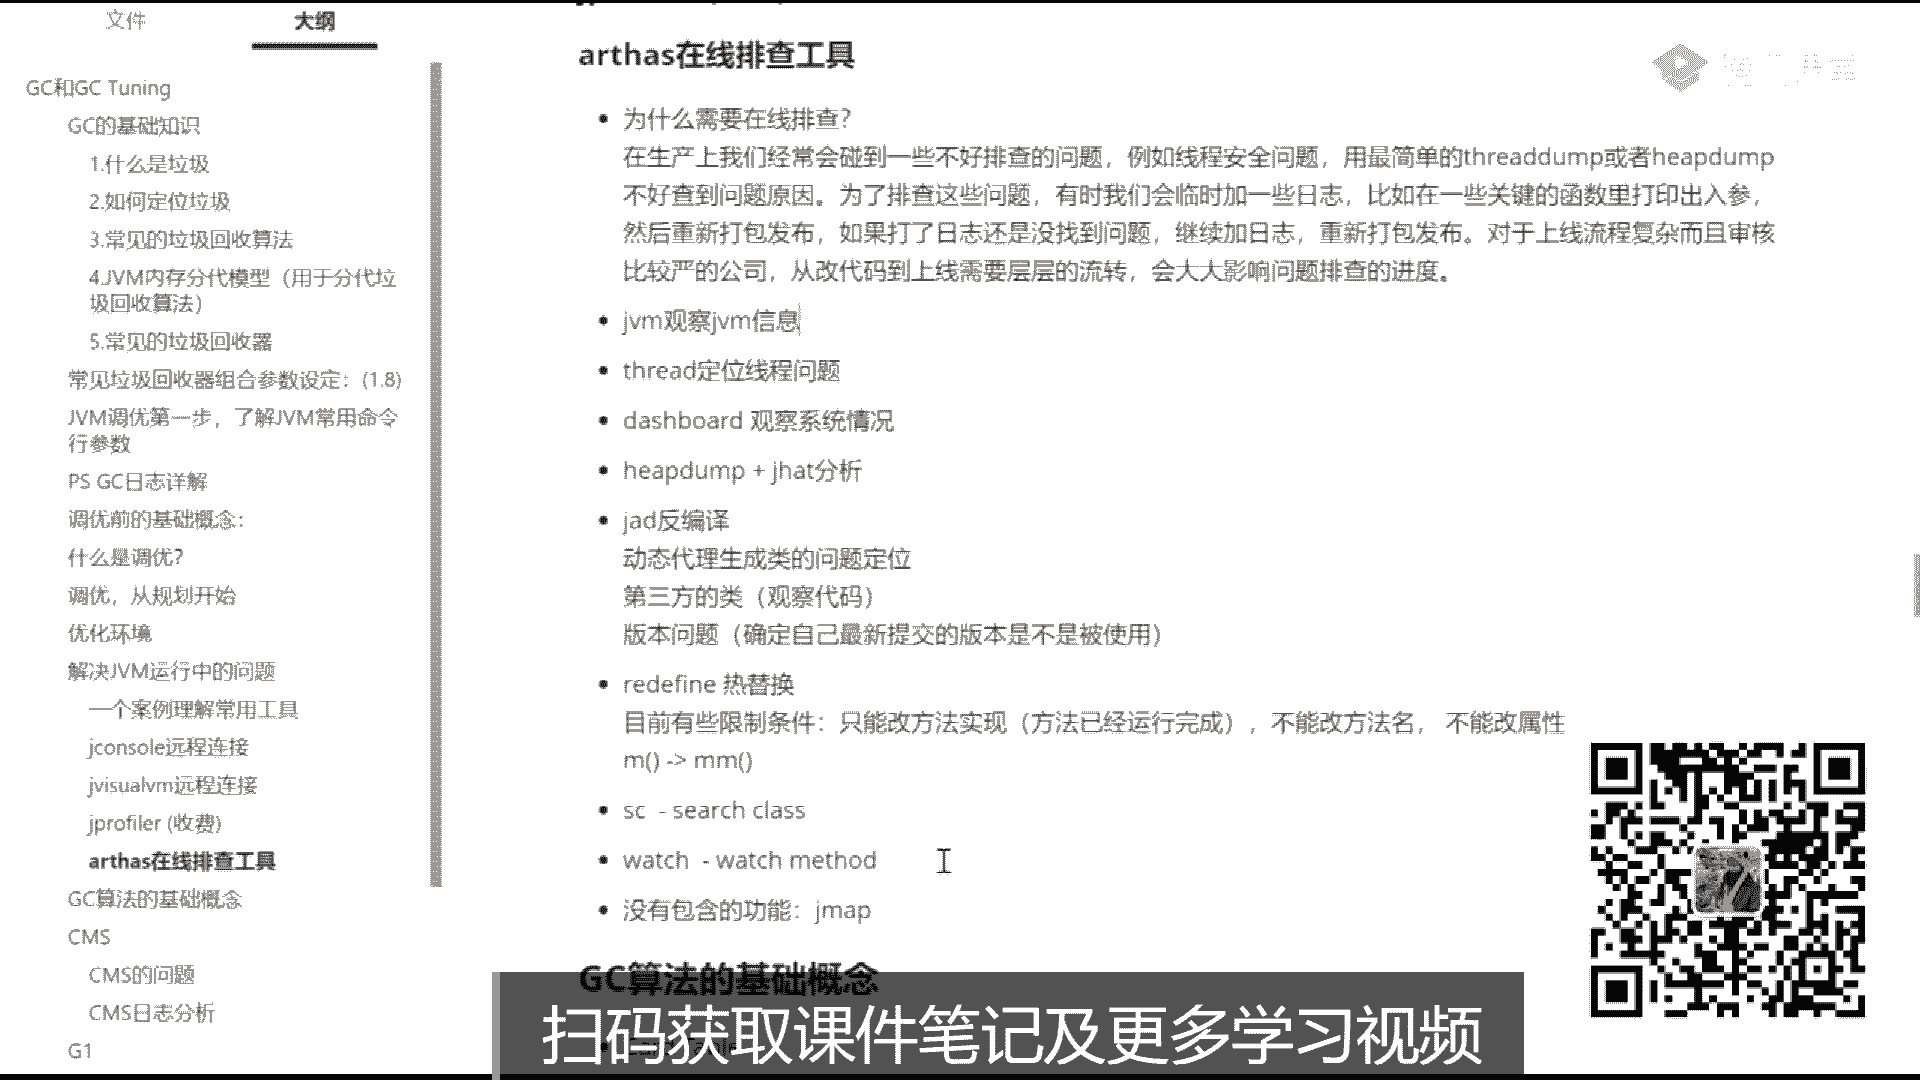 文件
大纲
GC和GC Tuning
GC的基础知识
1.什么是垃圾
2.如何定位垃圾
3.常见的垃圾回收算法
4.JVM内存分代模型（用于分代垃
圾回收算法）
5.常见的垃圾回收器
常见垃圾回收器组合参数设定：(1.8)
JVM调优第一步，了解JVM常用命令
行参数
PS GC日志详解
调优前的基础概念：
什么是调优？
调优，从规划开始
优化环境
解决JVM运行中的问题
一个案例理解常用工具
jconsole远程连接
jvisualvm远程连接
jprofiler (收费)
arthas在线排查工具
GC算法的基础概念
CMS
CMS的问题
CMS日志分析
G1
arthas在线排查工具
为什么需要在线排查？
在生产上我们经常会碰到一些不好排查的问题，例如线程安全问题，用最简单的threaddump或者heapdump
不好查到问题原因。为了排查这些问题，有时我们会临时加一些日志，比如在一些关键的函数里打印出入参，
然后重新打包发布，如果打了日志还是没找到问题，继续加日志，重新打包发布。对于上线流程复杂而且审核
比较严的公司，从改代码到上线需要层层的流转，会大大影响问题排查的进度。
jvm观察jvm信息
thread定位线程问题
dashboard 观察系统情况
heapdump + jhat分析
jad反编译
动态代理生成类的问题定位
第三方的类（观察代码）
版本问题（确定自己最新提交的版本是不是被使用）
redefine 热替换
目前有些限制条件：只能改方法实现（方法已经运行完成），不能改方法名， 不能改属性
m() -> mm()
sc - search class
watch - watch method
没有包含的功能：jmap
GC算法的基础概念
扫码获取课件笔记及更多学习视频